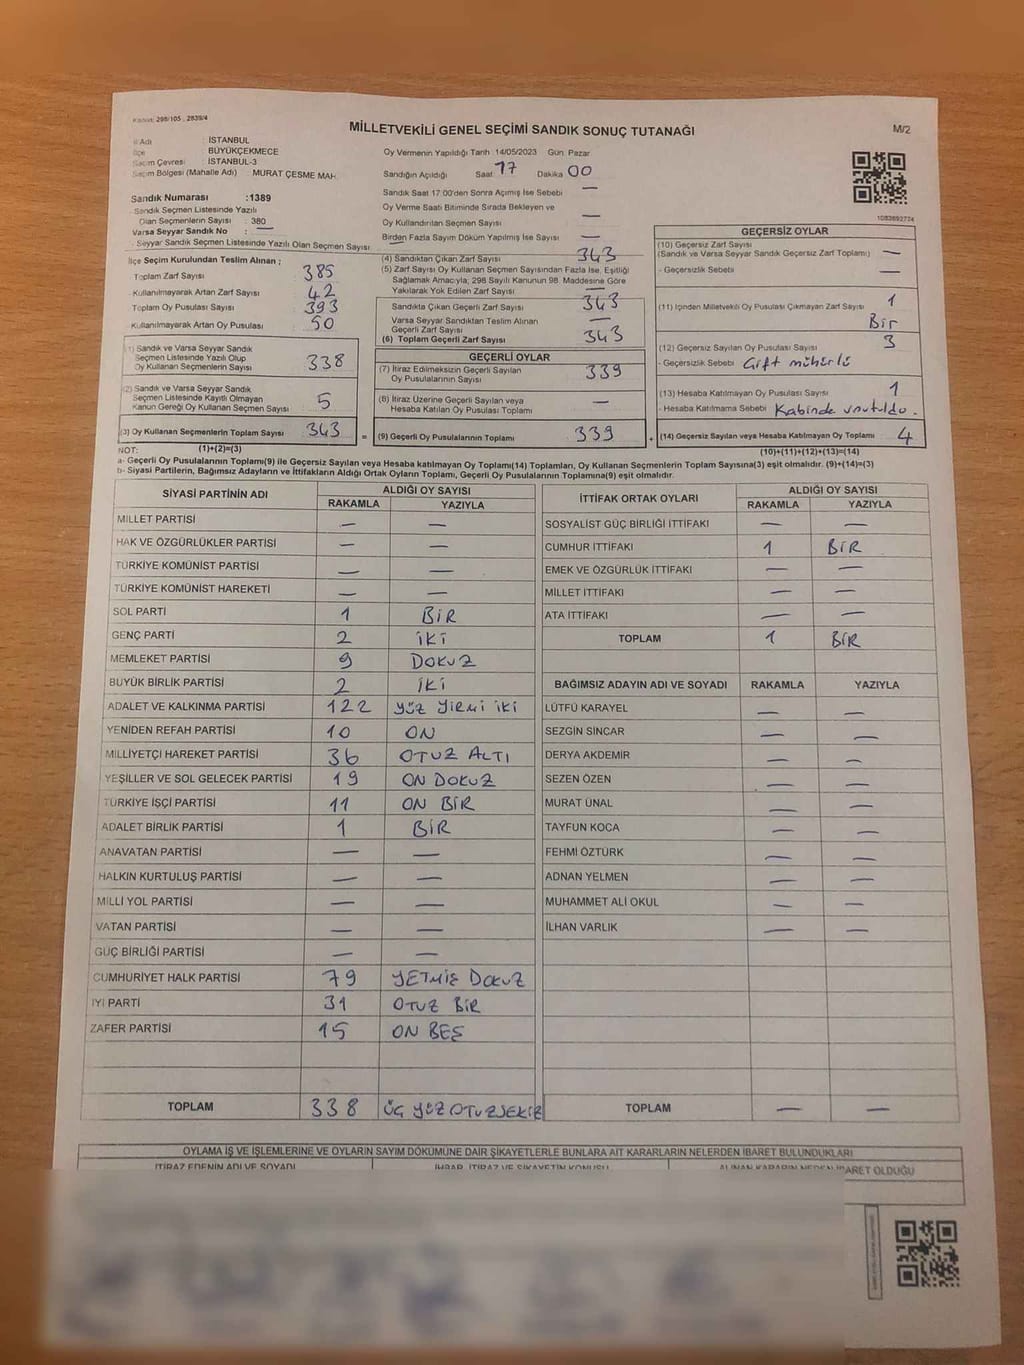 Kanun: 298/105 , 2839/4
MİLLETVEKİLİ GENEL SEÇİMİ SANDIK SONUÇ TUTANAĞI
M/2
İl Adı : İSTANBUL
İlçe : BÜYÜKÇEKMECE
Seçim Çevresi : İSTANBUL-3
Seçim Bölgesi (Mahalle Adı) : MURAT ÇESME MAH.
Sandık Numarası :1389
Sandık Seçmen Listesinde Yazılı
Olan Seçmenlerin Sayısı : 380
Varsa Seyyar Sandık No : —
Seyyar Sandık Seçmen Listesinde Yazılı Olan Seçmen Sayısı
Oy Vermenin Yapıldığı Tarih 14/05/2023 Gün Pazar
Sandığın Açıldığı Saat 17 Dakika 00
Sandık Saat 17:00'den Sonra Açımış İse Sebebi —
Oy Verme Saati Bitiminde Sırada Bekleyen ve
Oy Kullandırılan Seçmen Sayısı —
Birden Fazla Sayım Dökum Yapılmış İse Sayısı —
1083892774
İlçe Seçim Kurulundan Teslim Alınan ;
Toplam Zarf Sayısı 385
Kullanılmayarak Artan Zarf Sayısı 42
Toplam Oy Pusulası Sayısı 393
Kullanılmayarak Artan Oy Pusulası 50
(1) Sandık ve Varsa Seyyar Sandık
Seçmen Listesinde Yazılı Olup
Oy Kullanan Seçmenlerin Sayısı 338
(2) Sandık ve Varsa Seyyar Sandık
Seçmen Listesinde Kayıtlı Olmayan
Kanun Gereği Oy Kullanan Seçmen Sayısı 5
(3) Oy Kullanan Seçmenlerin Toplam Sayısı 343
(4) Sandıktan Çıkan Zarf Sayısı 343
(5) Zarf Sayısı Oy Kullanan Seçmen Sayısından Fazla İse, Eşitliği
Sağlamak Amacıyla; 298 Sayılı Kanunun 98. Maddesine Göre
Yakılarak Yok Edilen Zarf Sayısı —
Sandıkta Çıkan Geçerli Zarf Sayısı 343
Varsa Seyyar Sandıktan Teslim Alınan
Geçerli Zarf Sayısı —
(6) Toplam Geçerli Zarf Sayısı 343
GEÇERLİ OYLAR
(7) İtiraz Edilmeksizin Geçerli Sayılan
Oy Pusulalarının Sayısı 339
(8) İtiraz Üzerine Geçerli Sayılan veya
Hesaba Katılan Oy Pusulası Toplamı —
= (9) Geçerli Oy Pusulalarının Toplamı 339
GEÇERSİZ OYLAR
(10) Geçersiz Zarf Sayısı
(Sandık ve Varsa Seyyar Sandık Geçersiz Zarf Toplamı) —
- Geçersizlik Sebebi —
(11) İçinden Milletvekili Oy Pusulası Çıkmayan Zarf Sayısı 1
Bir
(12) Geçersiz Sayılan Oy Pusulası Sayısı 3
- Geçersizlik Sebebi Çift mühürlü
(13) Hesaba Katılmayan Oy Pusulası Sayısı 1
- Hesaba Katılmama Sebebi Kabinde unutuldu.
+ (14) Geçersiz Sayılan veya Hesaba Katılmayan Oy Toplamı 4
NOT: (1)+(2)=(3)
(10)+(11)+(12)+(13)=(14)
a- Geçerli Oy Pusulalarının Toplamı(9) ile Geçersiz Sayılan veya Hesaba katılmayan Oy Toplamı(14) Toplamları, Oy Kullanan Seçmenlerin Toplam Sayısına(3) eşit olmalıdır. (9)+(14)=(3)
b- Siyasi Partilerin, Bağımsız Adayların ve İttifakların Aldığı Ortak Oyların Toplamı, Geçerli Oy Pusulalarının Toplamına(9) eşit olmalıdır.
SİYASİ PARTİNİN ADI ALDIĞI OY SAYISI
RAKAMLA YAZIYLA
MİLLET PARTİSİ — —
HAK VE ÖZGÜRLÜKLER PARTİSİ — —
TÜRKİYE KOMÜNİST PARTİSİ — —
TÜRKİYE KOMÜNİST HAREKETİ — —
SOL PARTİ 1 BİR
GENÇ PARTİ 2 İKİ
MEMLEKET PARTİSİ 9 DOKUZ
BÜYÜK BİRLİK PARTİSİ 2 İKİ
ADALET VE KALKINMA PARTİSİ 122 YÜZ YİRMİ İKİ
YENİDEN REFAH PARTİSİ 10 ON
MİLLİYETÇİ HAREKET PARTİSİ 36 OTUZ ALTI
YEŞİLLER VE SOL GELECEK PARTİSİ 19 ON DOKUZ
TÜRKİYE İŞÇİ PARTİSİ 11 ON BİR
ADALET BİRLİK PARTİSİ 1 BİR
ANAVATAN PARTİSİ — —
HALKIN KURTULUŞ PARTİSİ — —
MİLLİ YOL PARTİSİ — —
VATAN PARTİSİ — —
GÜÇ BİRLİĞİ PARTİSİ — —
CUMHURİYET HALK PARTİSİ 79 YETMİŞ DOKUZ
İYİ PARTİ 31 OTUZ BİR
ZAFER PARTİSİ 15 ON BEŞ
TOPLAM 338 ÜÇ YÜZ OTUZSEKİZ
İTTİFAK ORTAK OYLARI ALDIĞI OY SAYISI
RAKAMLA YAZIYLA
SOSYALİST GÜÇ BİRLİĞİ İTTİFAKI — —
CUMHUR İTTİFAKI 1 BİR
EMEK VE ÖZGÜRLÜK İTTİFAKI — —
MİLLET İTTİFAKI — —
ATA İTTİFAKI — —
TOPLAM 1 BİR
BAĞIMSIZ ADAYIN ADI VE SOYADI RAKAMLA YAZIYLA
LÜTFÜ KARAYEL — —
SEZGİN SİNCAR — —
DERYA AKDEMİR — —
SEZEN ÖZEN — —
MURAT ÜNAL — —
TAYFUN KOCA — —
FEHMİ ÖZTÜRK — —
ADNAN YELMEN — —
MUHAMMET ALİ OKUL — —
İLHAN VARLIK — —
TOPLAM — —
OYLAMA İŞ VE İŞLEMLERİNE VE OYLARIN SAYIM DÖKÜMÜNE DAİR ŞİKAYETLERLE BUNLARA AİT KARARLARIN NELERDEN İBARET BULUNDUKLARI
İTİRAZ EDENİN ADI VE SOYADI İHBAR, İTİRAZ VE ŞİKAYETİN KONUSU ALINAN KARARIN NEDEN İBARET OLDUĞU